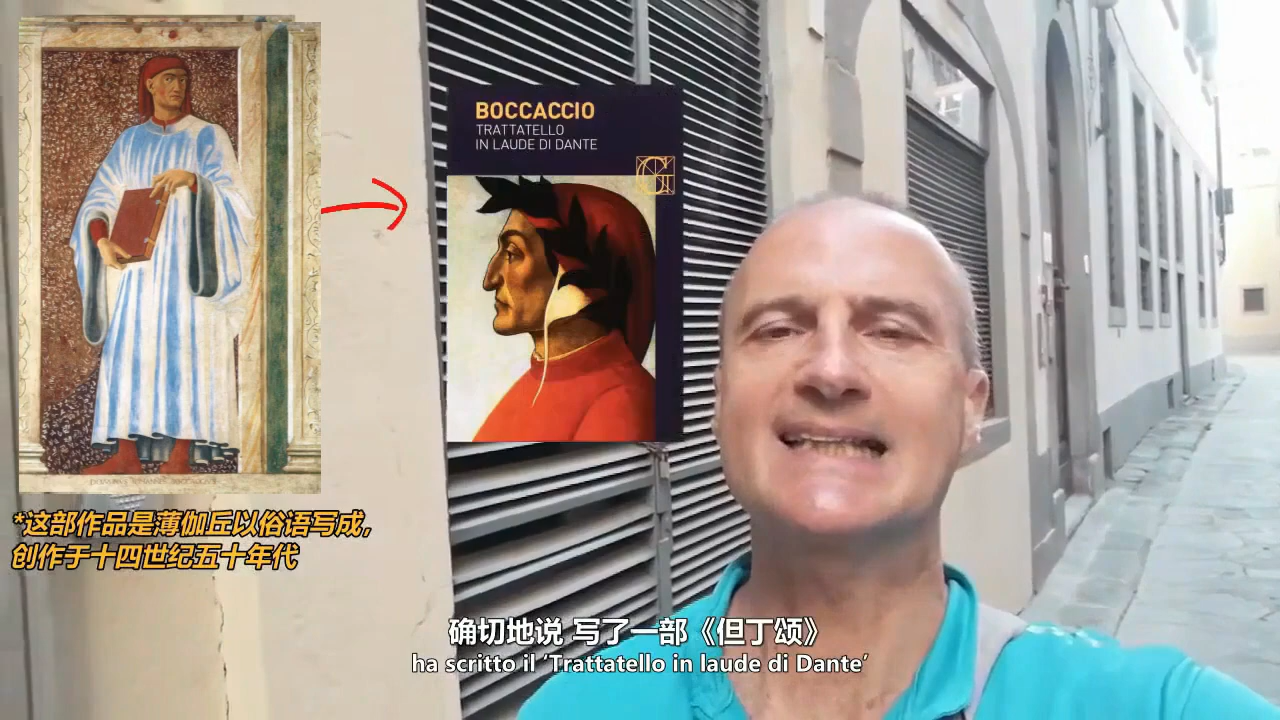 BOCCACCIO
TRATTATELLO
IN LAUDE DI DANTE
*这部作品是薄伽丘以俗语写成,
创作于十四世纪五十年代
确切地说 写了一部《但丁颂》
ha scritto il ‘Trattatello in laude di Dante’